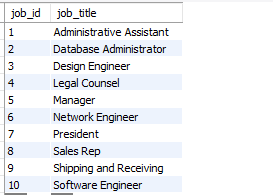 job_id job_title
1 Administrative Assistant
2 Database Administrator
3 Design Engineer
4 Legal Counsel
5 Manager
6 Network Engineer
7 President
8 Sales Rep
9 Shipping and Receiving
10 Software Engineer